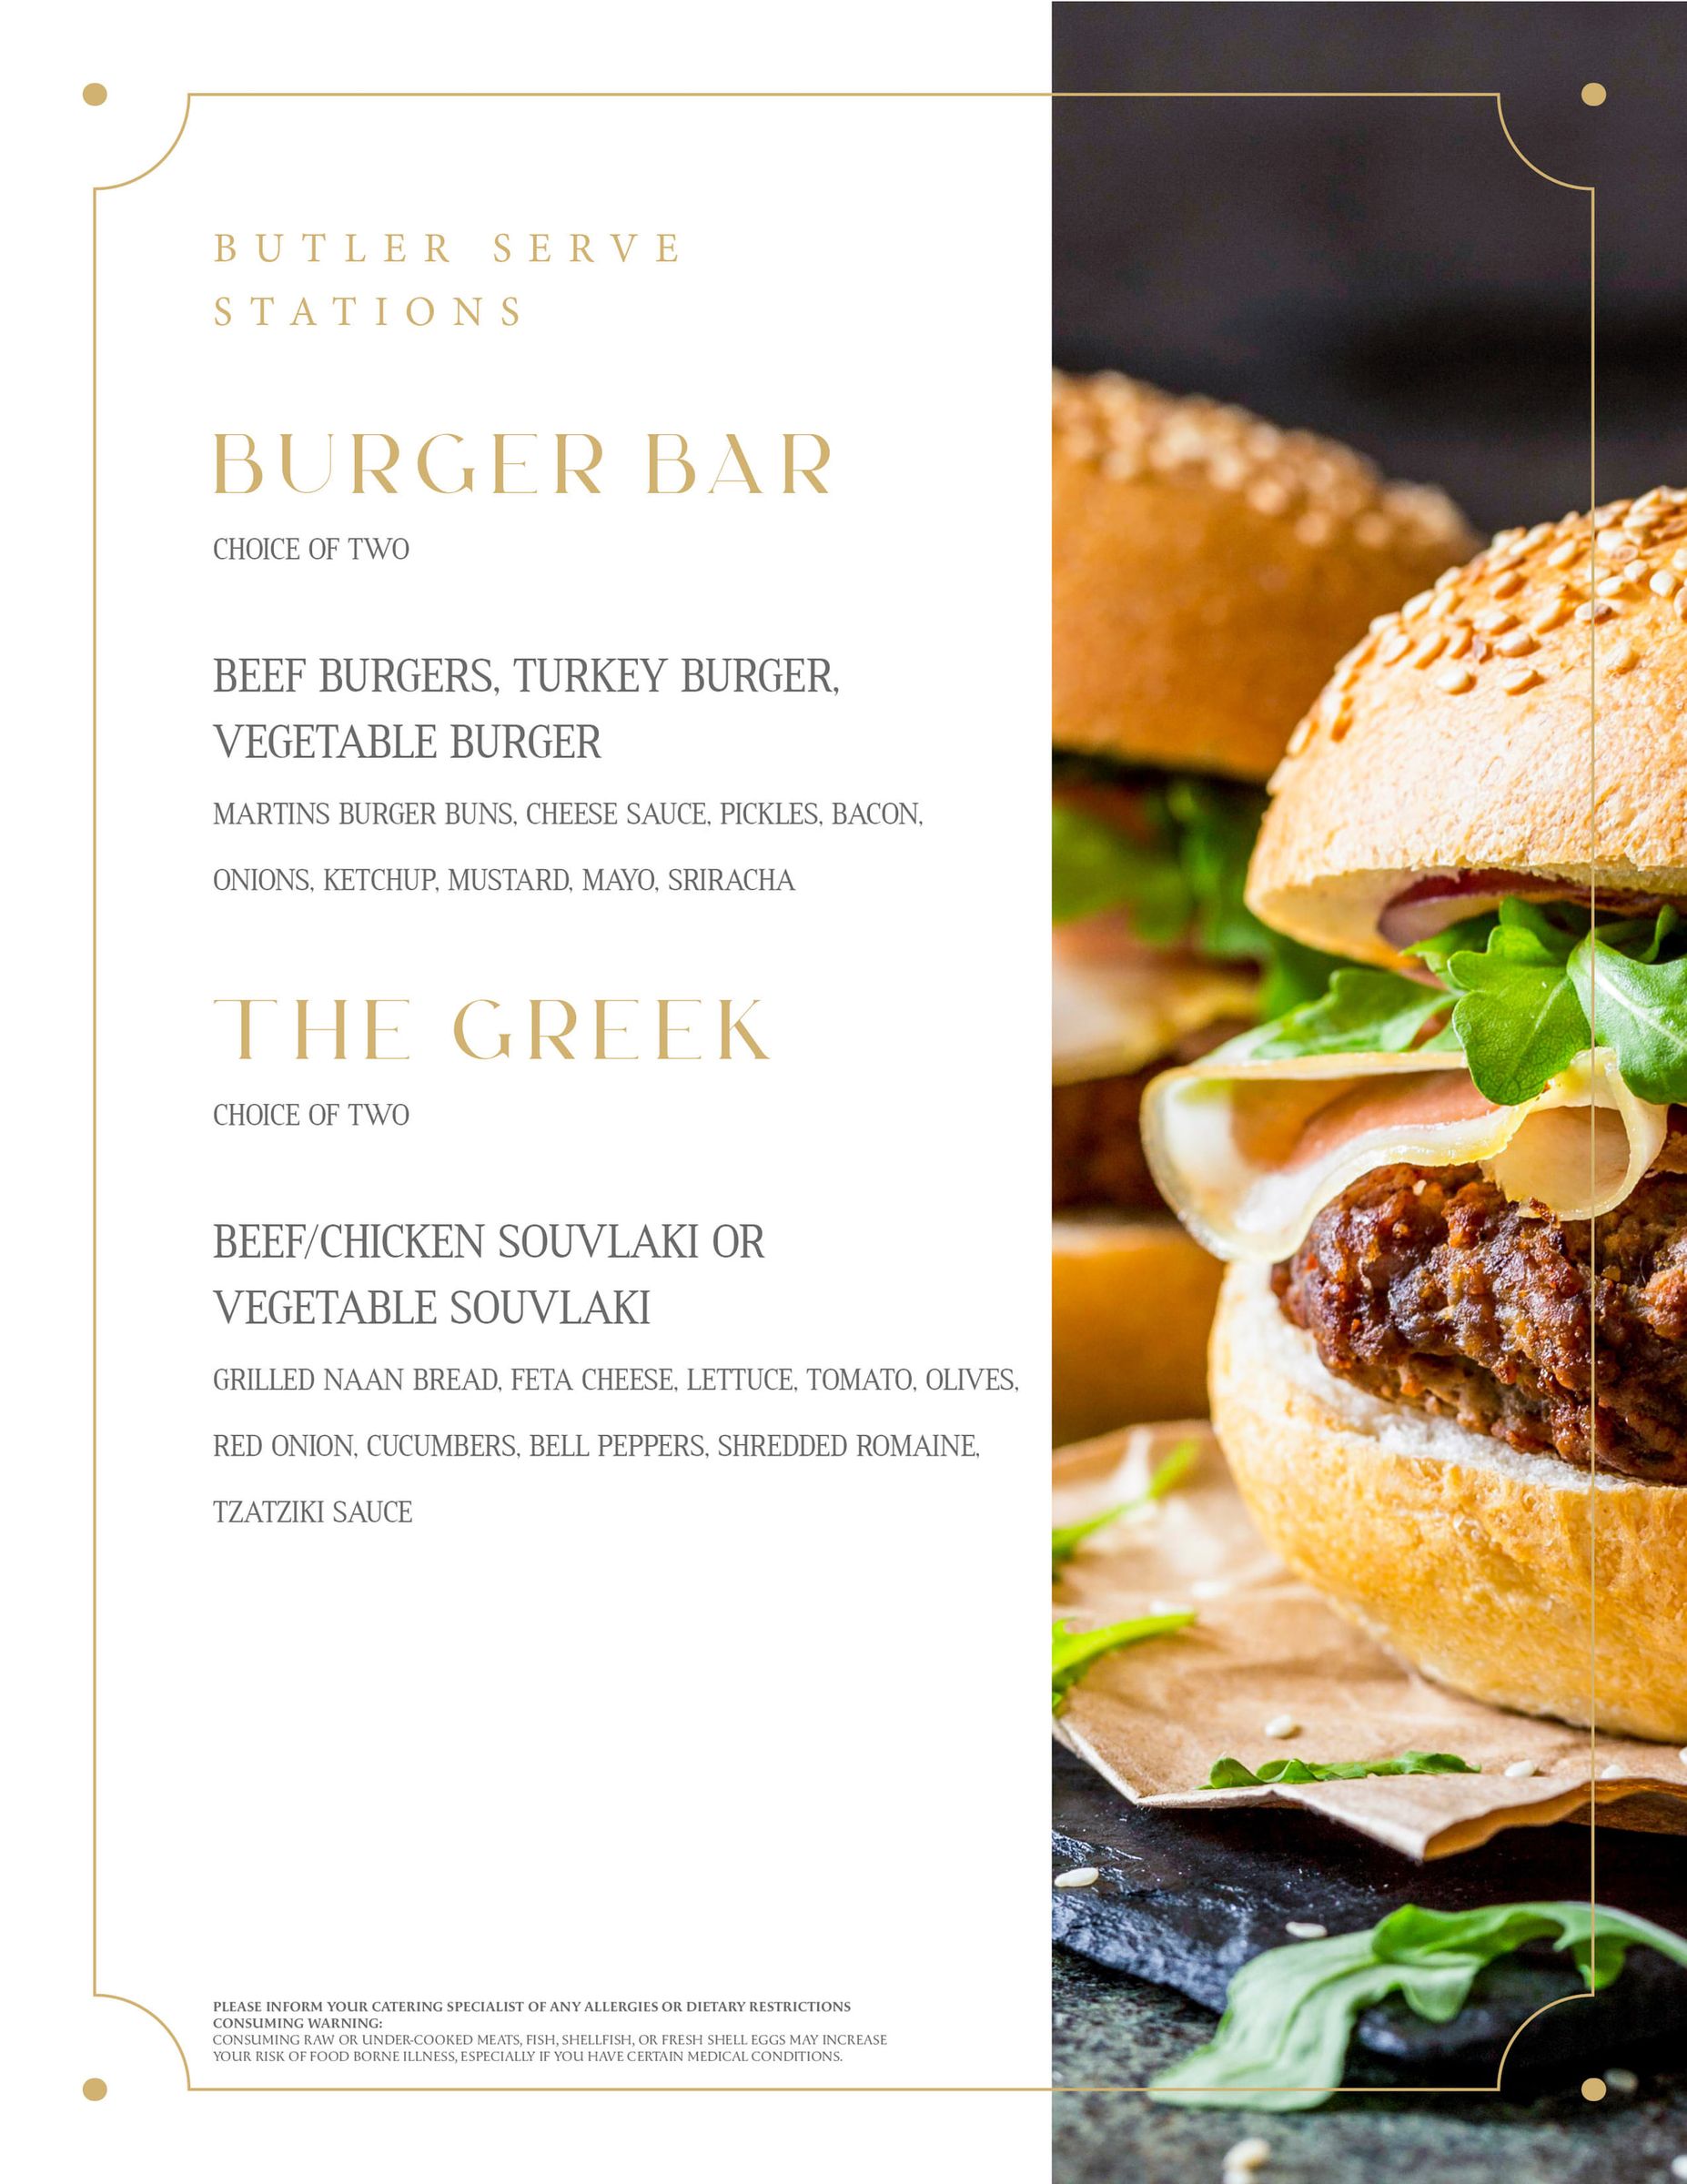 BUTLER SERVE
STATIONS
BURGER BAR
CHOICE OF TWO
BEEF BURGERS, TURKEY BURGER,
VEGETABLE BURGER
MARTINS BURGER BUNS, CHEESE SAUCE, PICKLES, BACON,
ONIONS, KETCHUP, MUSTARD, MAYO, SRIRACHA
THE GREEK
CHOICE OF TWO
BEEF/CHICKEN SOUVLAKI OR
VEGETABLE SOUVLAKI
GRILLED NAAN BREAD, FETA CHEESE, LETTUCE, TOMATO, OLIVES,
RED ONION, CUCUMBERS, BELL PEPPERS, SHREDDED ROMAINE,
TZATZIKI SAUCE
PLEASE INFORM YOUR CATERING SPECIALIST OF ANY ALLERGIES OR DIETARY RESTRICTIONS
CONSUMING WARNING:
CONSUMING RAW OR UNDER-COOKED MEATS, FISH, SHELLFISH, OR FRESH SHELL EGGS MAY INCREASE
YOUR RISK OF FOOD BORNE ILLNESS, ESPECIALLY IF YOU HAVE CERTAIN MEDICAL CONDITIONS.